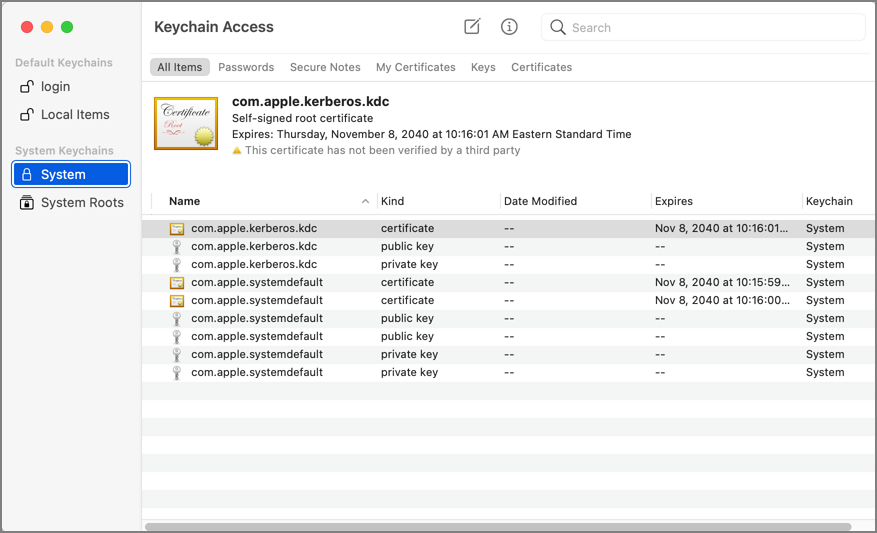 Keychain Access
Search
Default Keychains
login
Local Items
System Keychains
System
System Roots
All Items Passwords Secure Notes My Certificates Keys Certificates
Certificate
Root
com.apple.kerberos.kdc
Self-signed root certificate
Expires: Thursday, November 8, 2040 at 10:16:01 AM Eastern Standard Time
This certificate has not been verified by a third party
Name Kind Date Modified Expires Keychain
com.apple.kerberos.kdc certificate -- Nov 8, 2040 at 10:16:01... System
com.apple.kerberos.kdc public key -- -- System
com.apple.kerberos.kdc private key -- -- System
com.apple.systemdefault certificate -- Nov 8, 2040 at 10:15:59... System
com.apple.systemdefault certificate -- Nov 8, 2040 at 10:16:00... System
com.apple.systemdefault public key -- -- System
com.apple.systemdefault public key -- -- System
com.apple.systemdefault private key -- -- System
com.apple.systemdefault private key -- -- System